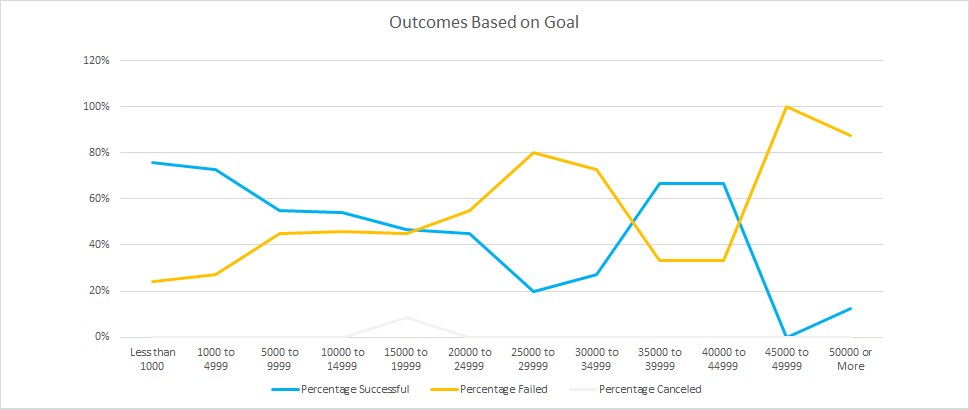 Outcomes Based on Goal
120%
100%
80%
60%
40%
20%
0%
Less than 1000 to 5000 to 10000 to 15000 to 20000 to 25000 to 30000 to 35000 to 40000 to 45000 to 50000 or
1000 4999 9999 14999 19999 24999 29999 34999 39999 44999 49999 More
Percentage Successful Percentage Failed Percentage Canceled